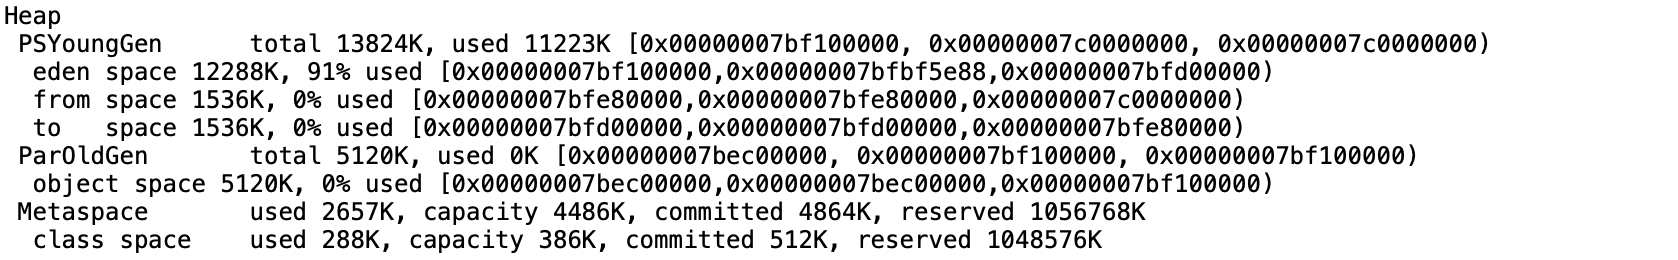 Heap
 PSYoungGen      total 13824K, used 11223K [0x00000007bf100000, 0x00000007c0000000, 0x00000007c0000000)
  eden space 12288K, 91% used [0x00000007bf100000,0x00000007bfbf5e88,0x00000007bfd00000)
  from space 1536K, 0% used [0x00000007bfe80000,0x00000007bfe80000,0x00000007c0000000)
  to   space 1536K, 0% used [0x00000007bfd00000,0x00000007bfd00000,0x00000007bfe80000)
 ParOldGen       total 5120K, used 0K [0x00000007bec00000, 0x00000007bf100000, 0x00000007bf100000)
  object space 5120K, 0% used [0x00000007bec00000,0x00000007bec00000,0x00000007bf100000)
 Metaspace       used 2657K, capacity 4486K, committed 4864K, reserved 1056768K
  class space    used 288K, capacity 386K, committed 512K, reserved 1048576K